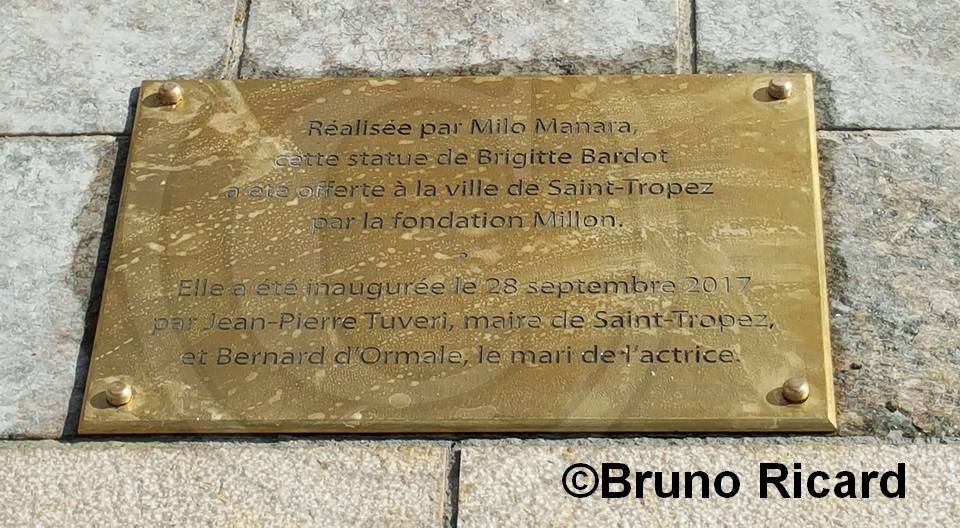 Réalisée par Milo Manara,
cette statue de Brigitte Bardot
a été offerte à la ville de Saint-Tropez
par la fondation Millon.
Elle a été inaugurée le 28 septembre 2017
par Jean-Pierre Tuveri, maire de Saint-Tropez,
et Bernard d'Ormale, le mari de l'actrice.
©Bruno Ricard